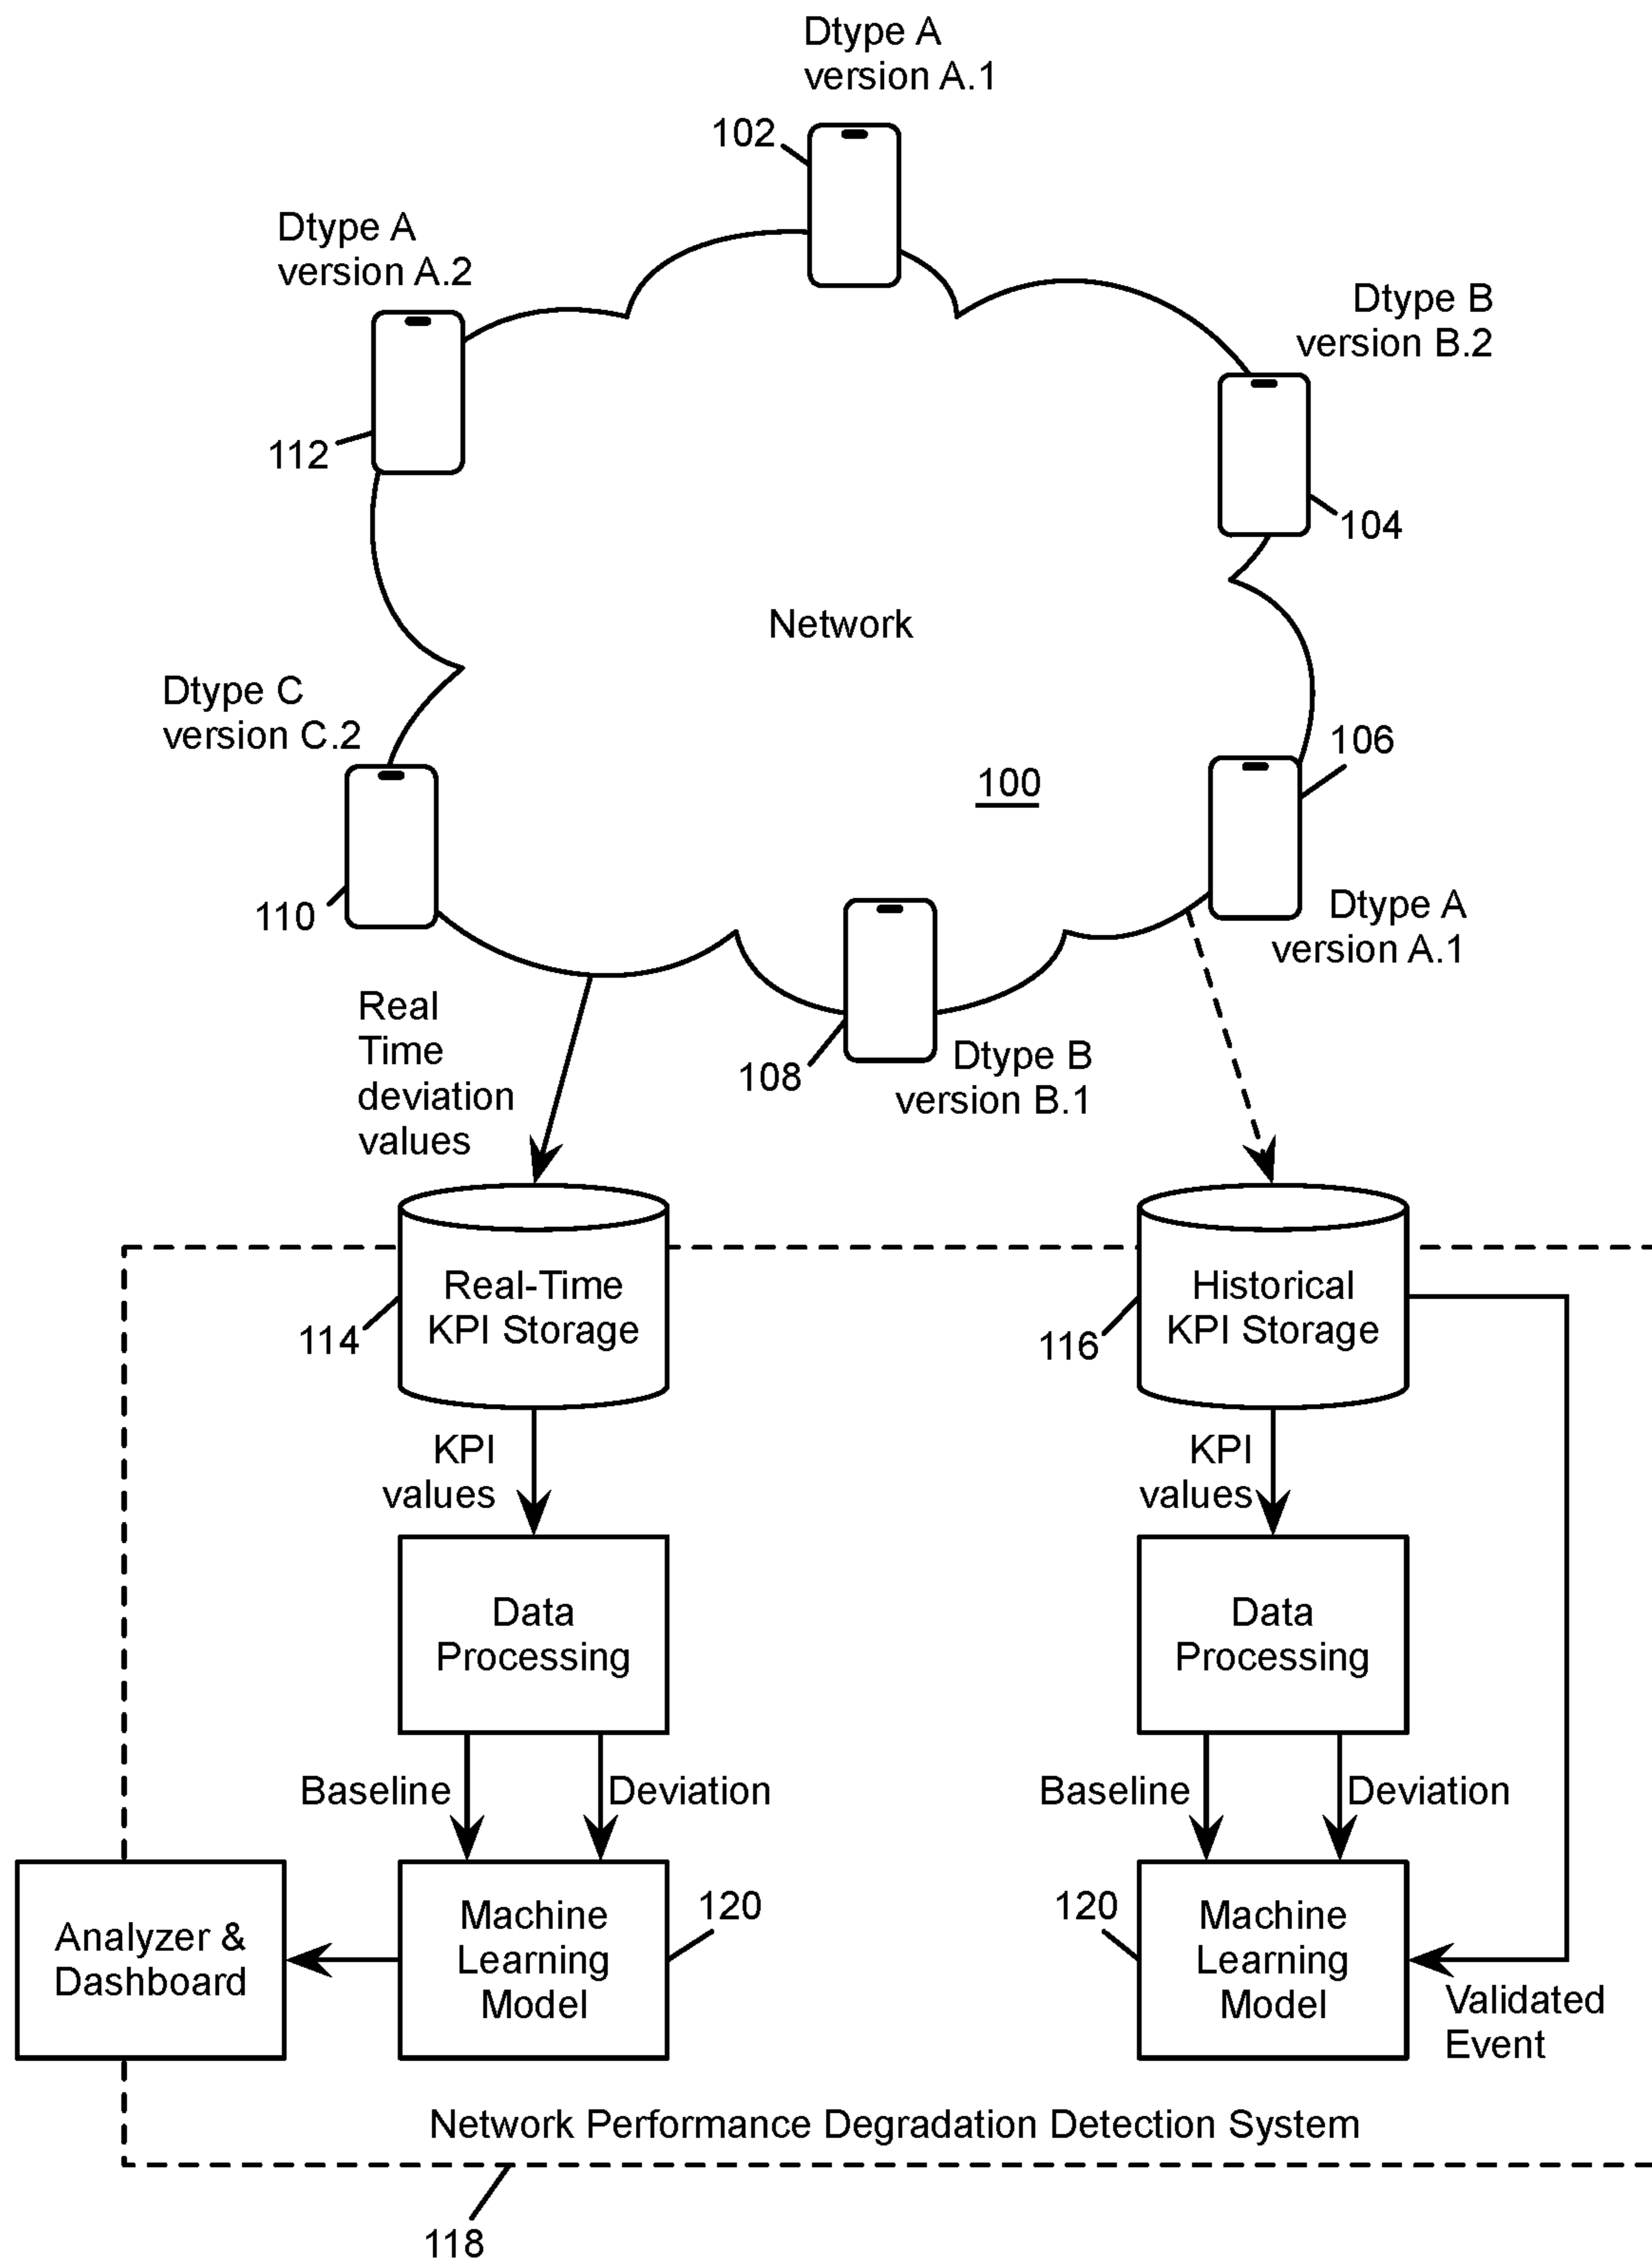 Dtype A
version A.1
102
Dtype A
version A.2
112
Dtype B
version B.2
104
Network
Dtype C
version C.2
110
100
106
Dtype A
version A.1
108
Dtype B
version B.1
Real
Time
deviation
values
Real-Time
KPI Storage
114
Historical
KPI Storage
116
KPI
values
KPI
values
Data
Processing
Data
Processing
Baseline
Deviation
Baseline
Deviation
Analyzer &
Dashboard
Machine
Learning
Model
120
120
Machine
Learning
Model
Validated
Event
Network Performance Degradation Detection System
118